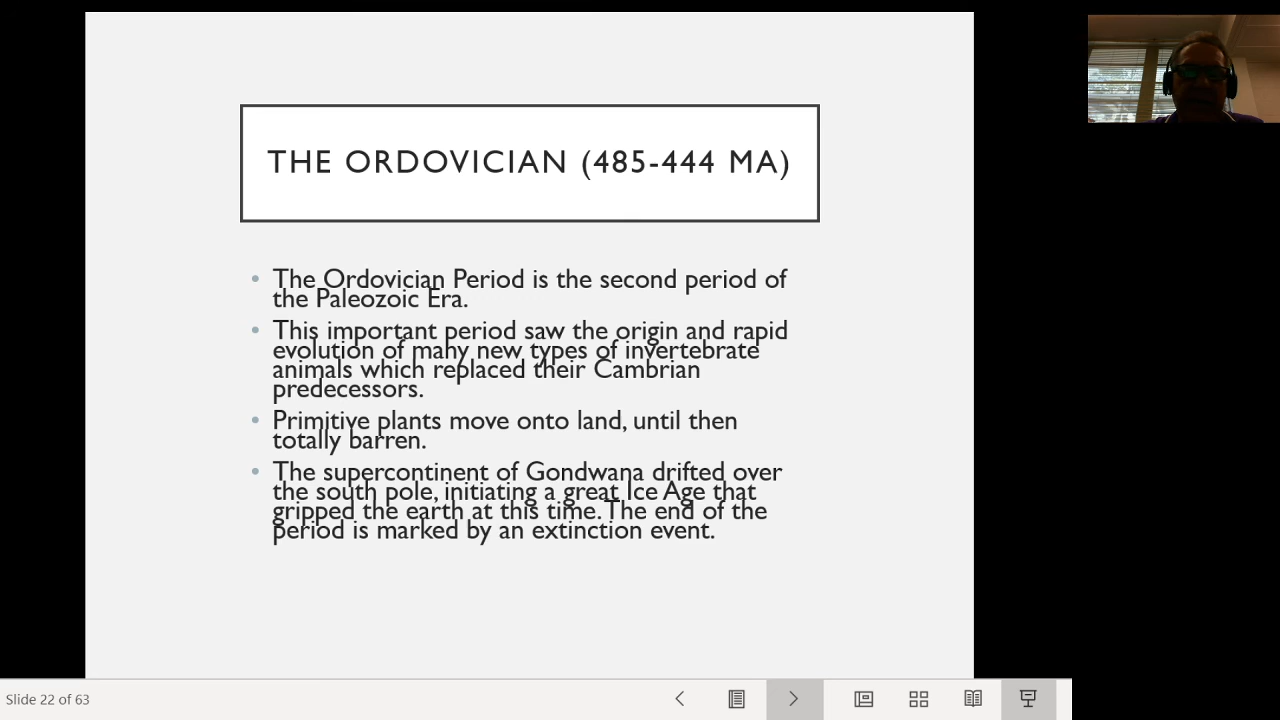 THE ORDOVICIAN (485-444 MA)
• The Ordovician Period is the second period of
the Paleozoic Era.
• This important period saw the origin and rapid
evolution of many new types of invertebrate
animals which replaced their Cambrian
predecessors.
• Primitive plants move onto land, until then
totally barren.
• The supercontinent of Gondwana drifted over
the south pole, initiating a great Ice Age that
gripped the earth at this time. The end of the
period is marked by an extinction event.
Slide 22 of 63